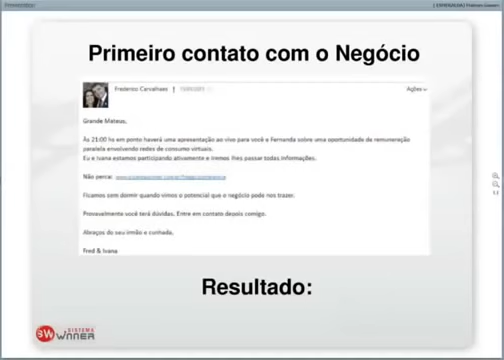 Primeiro contato com o Negócio
Frederico Carvalhaes
Ações
Grande Mateus,
Às 21:00 hs em ponto haverá uma apresentação ao vivo para você e Fernanda sobre uma oportunidade de remuneração
paralela envolvendo redes de consumo virtuais.
Eu e Ivana estamos participando ativamente e iremos lhes passar todas informações.
Não perca:
Ficamos sem dormir quando vimos o potencial que o negócio pode nos trazer.
Provavelmente você terá dúvidas. Entre em contato depois comigo.
Abraços do seu irmão e cunhada,
Fred & Ivana
Resultado:
SISTEMA
WINNER